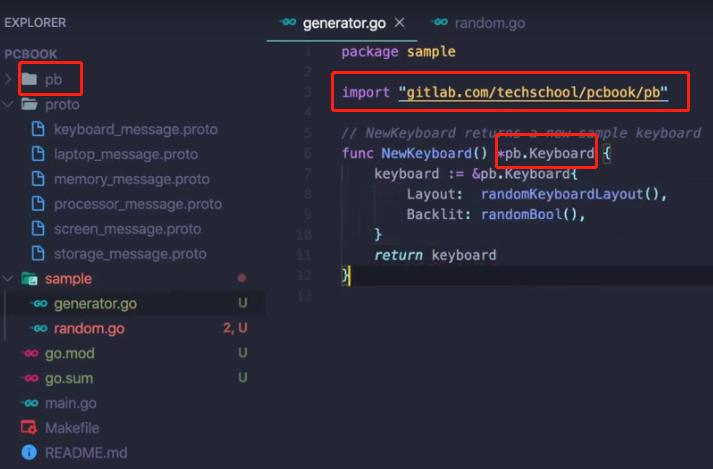 EXPLORER
PCBOOK
pb
proto
keyboard_message.proto
laptop_message.proto
memory_message.proto
processor_message.proto
screen_message.proto
storage_message.proto
sample
generator.go U
random.go 2, U
go.mod U
go.sum U
main.go
Makefile
README.md
generator.go random.go
1 package sample
2
3 import "gitlab.com/techschool/pcbook/pb"
4
5 // NewKeyboard returns a new sample keyboard
6 func NewKeyboard() *pb.Keyboard {
7 keyboard := &pb.Keyboard{
8 Layout: randomKeyboardLayout(),
9 Backlit: randomBool(),
10 }
11 return keyboard
12 }
13